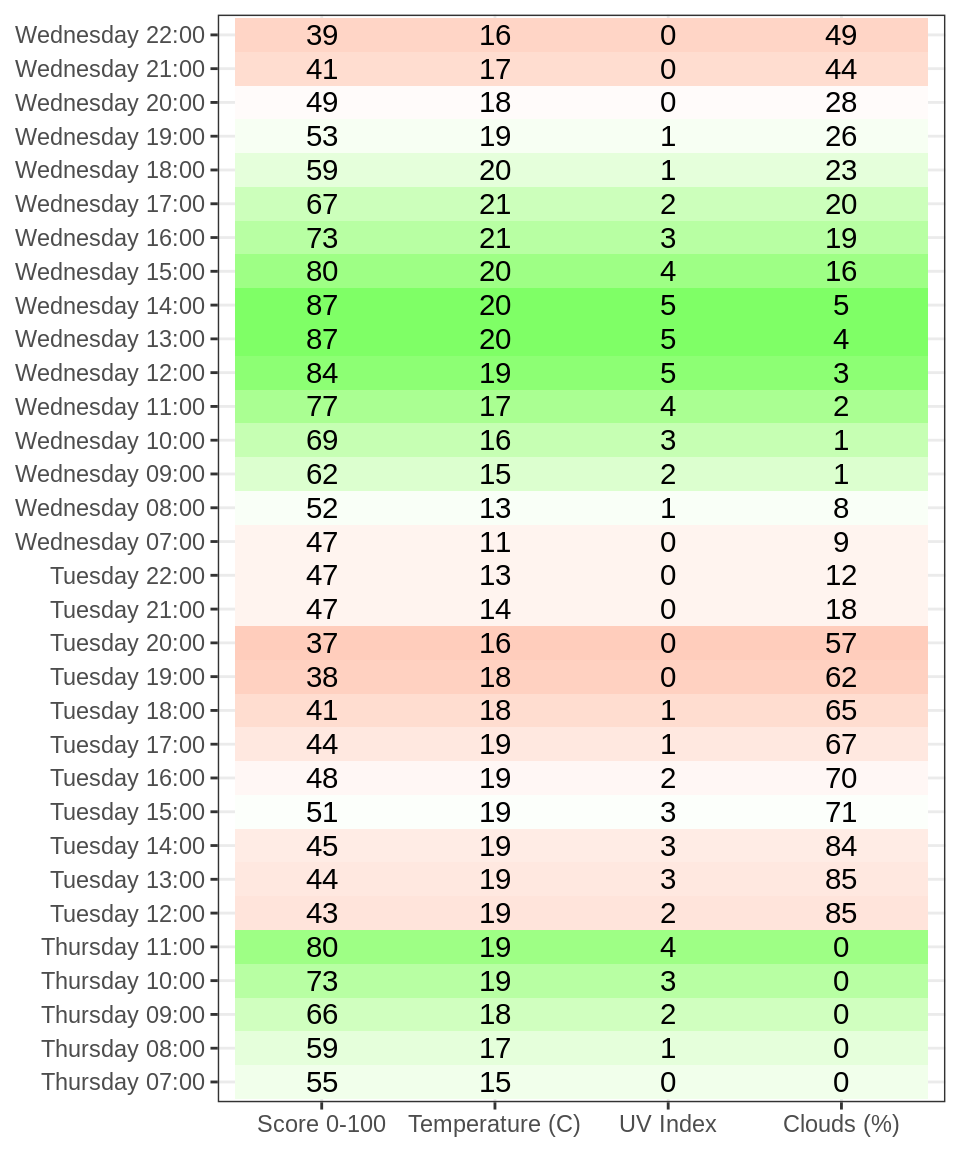 Wednesday 22:00 39 16 0 49
Wednesday 21:00 41 17 0 44
Wednesday 20:00 49 18 0 28
Wednesday 19:00 53 19 1 26
Wednesday 18:00 59 20 1 23
Wednesday 17:00 67 21 2 20
Wednesday 16:00 73 21 3 19
Wednesday 15:00 80 20 4 16
Wednesday 14:00 87 20 5 5
Wednesday 13:00 87 20 5 4
Wednesday 12:00 84 19 5 3
Wednesday 11:00 77 17 4 2
Wednesday 10:00 69 16 3 1
Wednesday 09:00 62 15 2 1
Wednesday 08:00 52 13 1 8
Wednesday 07:00 47 11 0 9
Tuesday 22:00 47 13 0 12
Tuesday 21:00 47 14 0 18
Tuesday 20:00 37 16 0 57
Tuesday 19:00 38 18 0 62
Tuesday 18:00 41 18 1 65
Tuesday 17:00 44 19 1 67
Tuesday 16:00 48 19 2 70
Tuesday 15:00 51 19 3 71
Tuesday 14:00 45 19 3 84
Tuesday 13:00 44 19 3 85
Tuesday 12:00 43 19 2 85
Thursday 11:00 80 19 4 0
Thursday 10:00 73 19 3 0
Thursday 09:00 66 18 2 0
Thursday 08:00 59 17 1 0
Thursday 07:00 55 15 0 0
Score 0-100 Temperature (C) UV Index Clouds (%)